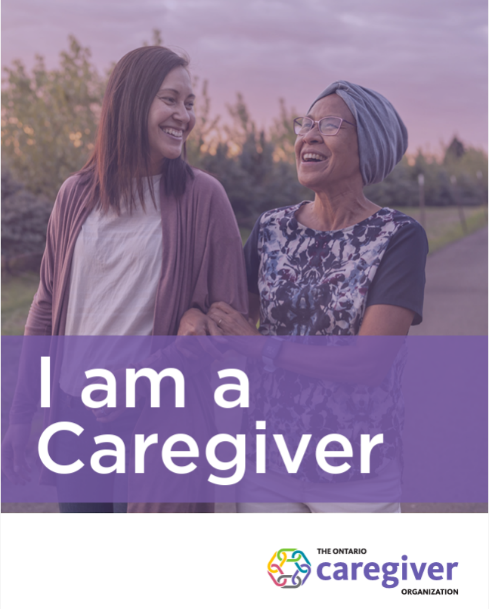 I am a
Caregiver
THE ONTARIO
caregiver
ORGANIZATION